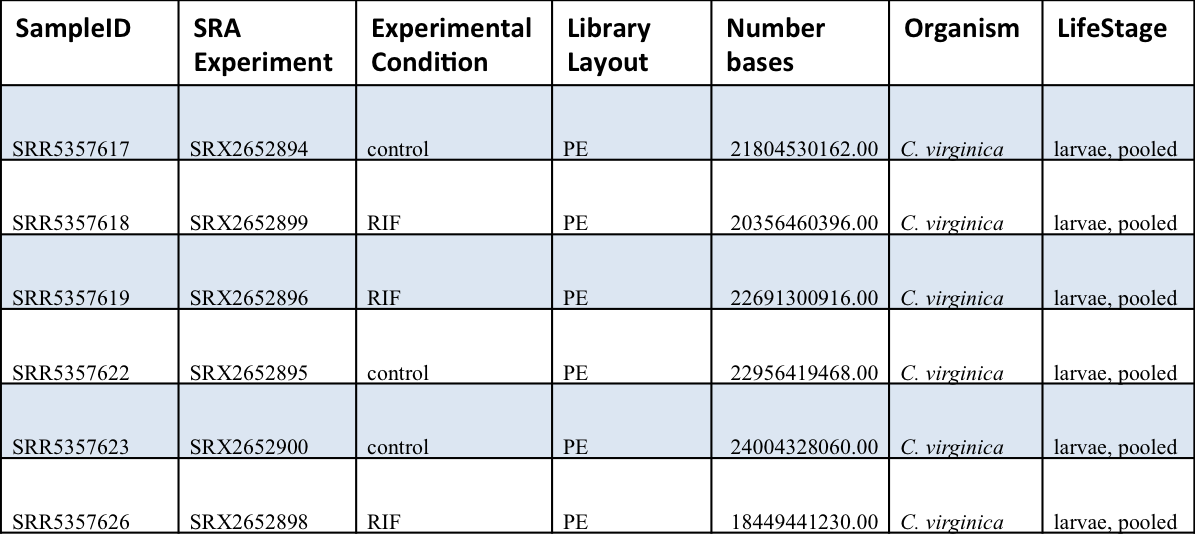 SampleID SRA Experiment Experimental Condition Library Layout Number bases Organism LifeStage
SRR5357617 SRX2652894 control PE 21804530162.00 C. virginica larvae, pooled
SRR5357618 SRX2652899 RIF PE 20356460396.00 C. virginica larvae, pooled
SRR5357619 SRX2652896 RIF PE 22691300916.00 C. virginica larvae, pooled
SRR5357622 SRX2652895 control PE 22956419468.00 C. virginica larvae, pooled
SRR5357623 SRX2652900 control PE 24004328060.00 C. virginica larvae, pooled
SRR5357626 SRX2652898 RIF PE 18449441230.00 C. virginica larvae, pooled